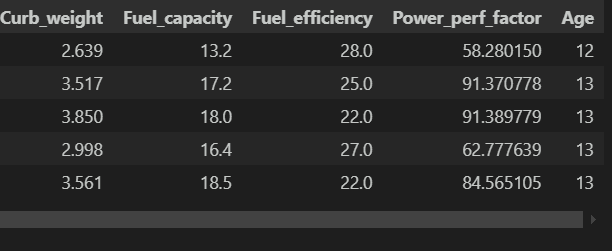 Curb_weight Fuel_capacity Fuel_efficiency Power_perf_factor Age
2.639 13.2 28.0 58.280150 12
3.517 17.2 25.0 91.370778 13
3.850 18.0 22.0 91.389779 13
2.998 16.4 27.0 62.777639 13
3.561 18.5 22.0 84.565105 13